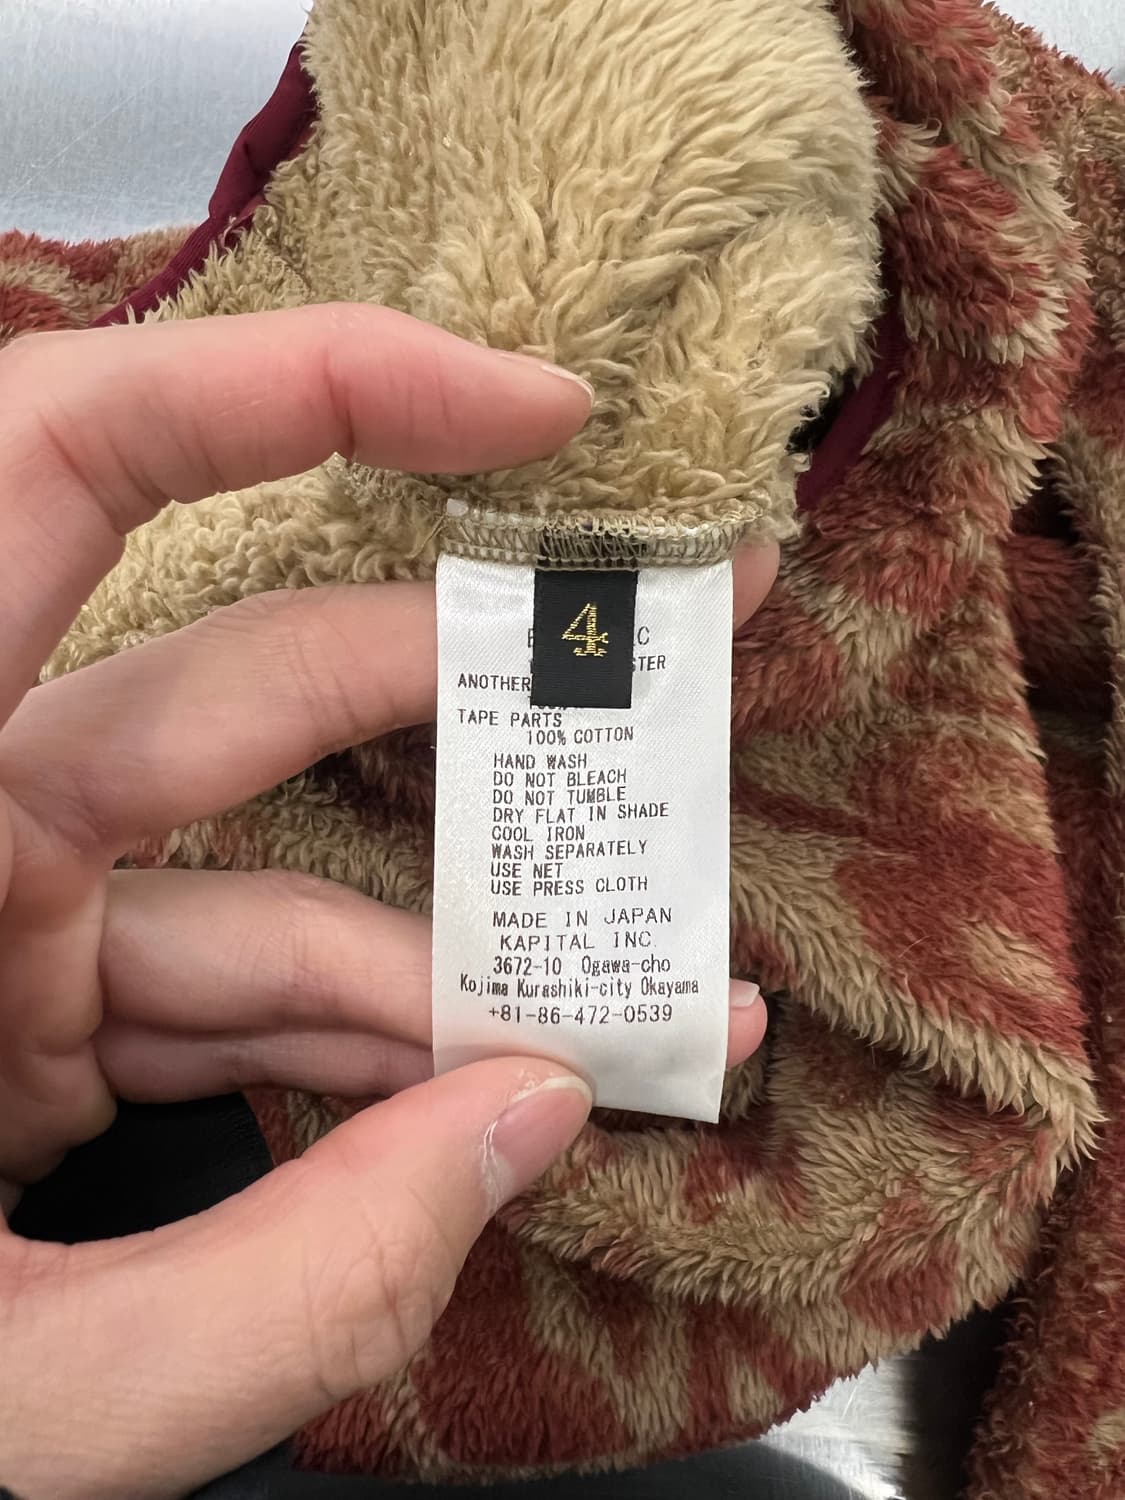 4
ANOTHER
TAPE PARTS
100% COTTON
HAND WASH
DO NOT BLEACH
DO NOT TUMBLE
DRY FLAT IN SHADE
COOL IRON
WASH SEPARATELY
USE NET
USE PRESS CLOTH
MADE IN JAPAN
KAPITAL INC.
3672-10 Ogawa-cho
Kojima Kurashiki-city Okayama
+81-86-472-0539